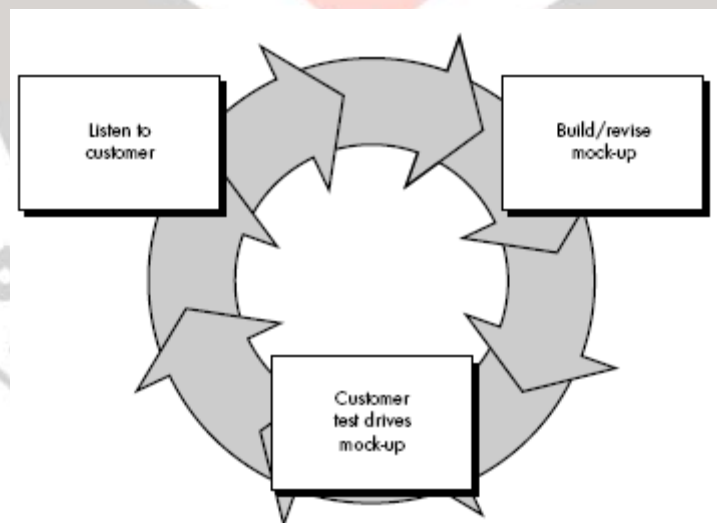 Listen to
customer
Build/revise
mock-up
Customer
test drives
mock-up